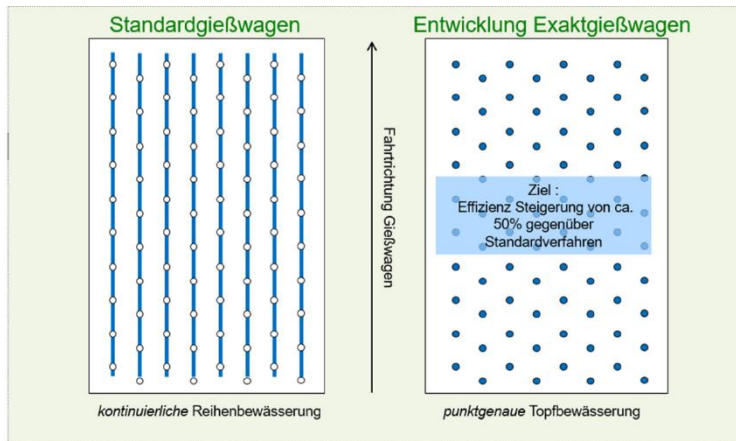 Standardgießwagen
Entwicklung Exaktgießwagen
Fahrtrichtung Gießwagen
Ziel :
Effizienz Steigerung von ca.
50% gegenüber
Standardverfahren
kontinuierliche Reihenbewässerung
punktgenaue Topfbewässerung